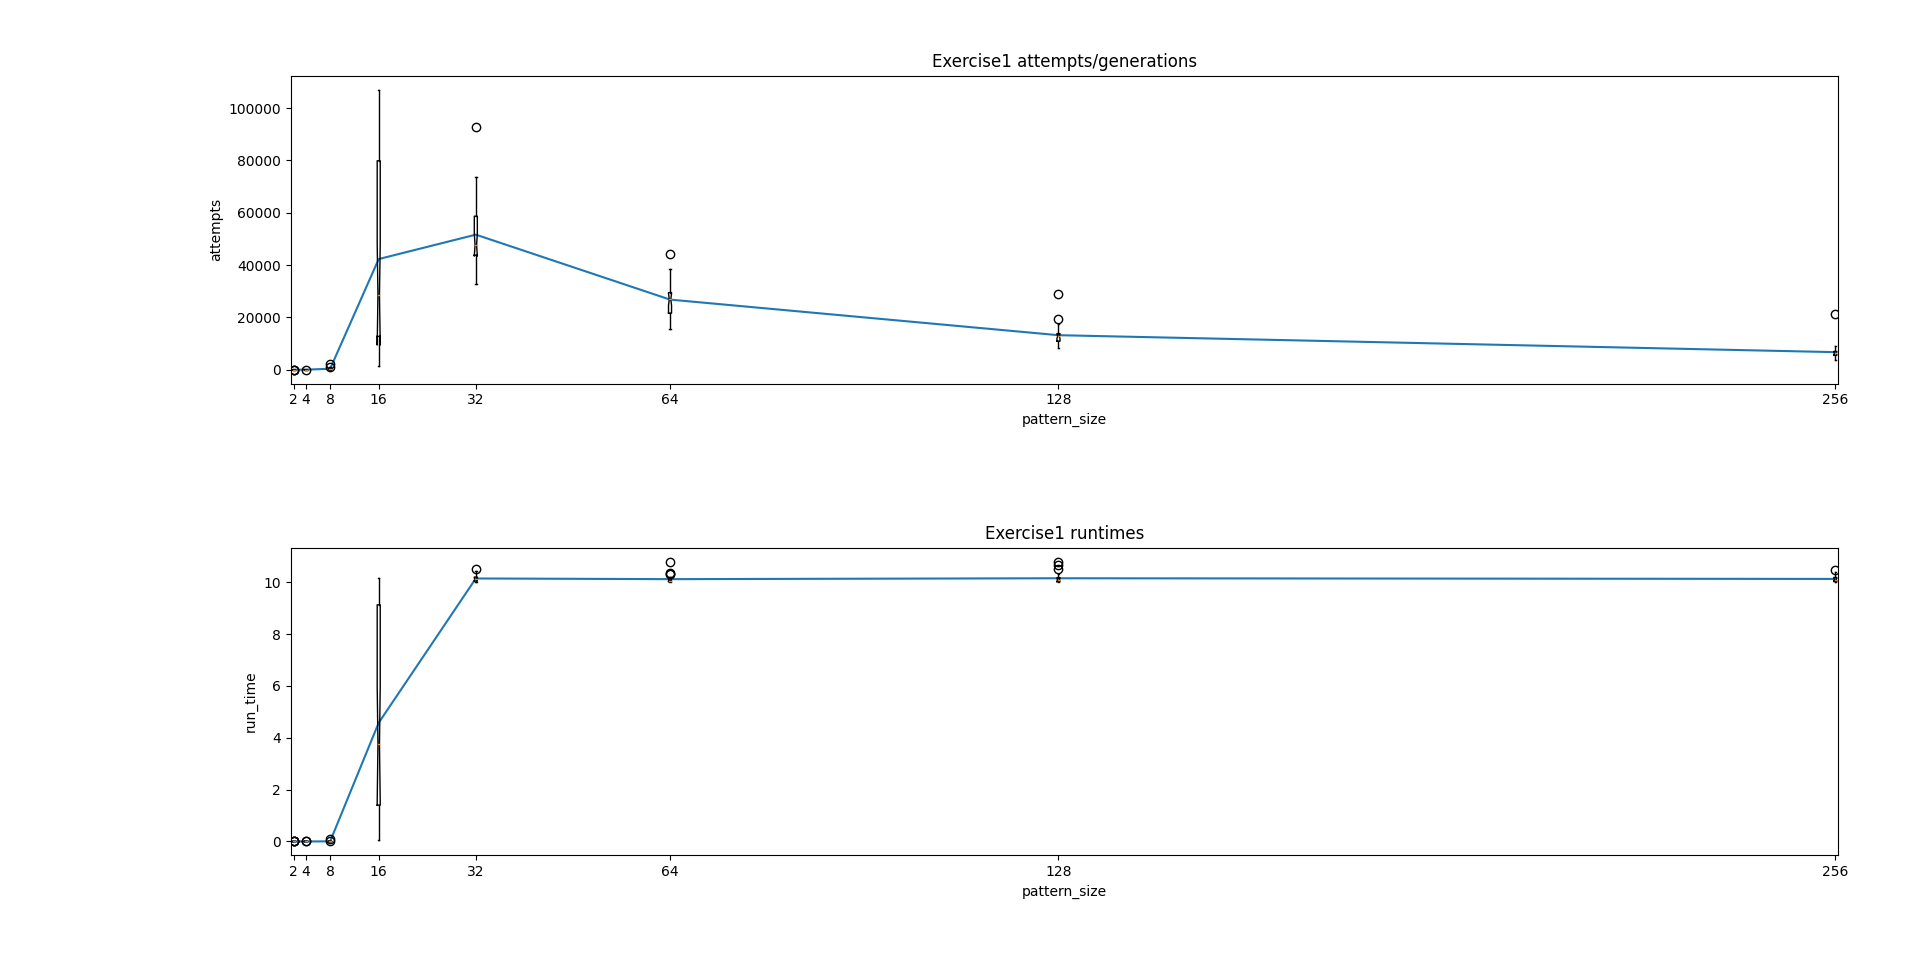 Exercise1 attempts/generations
attempts
100000
80000
60000
40000
20000
0
2 4 8 16 32 64 128 256
pattern_size
Exercise1 runtimes
run_time
10
8
6
4
2
0
2 4 8 16 32 64 128 256
pattern_size